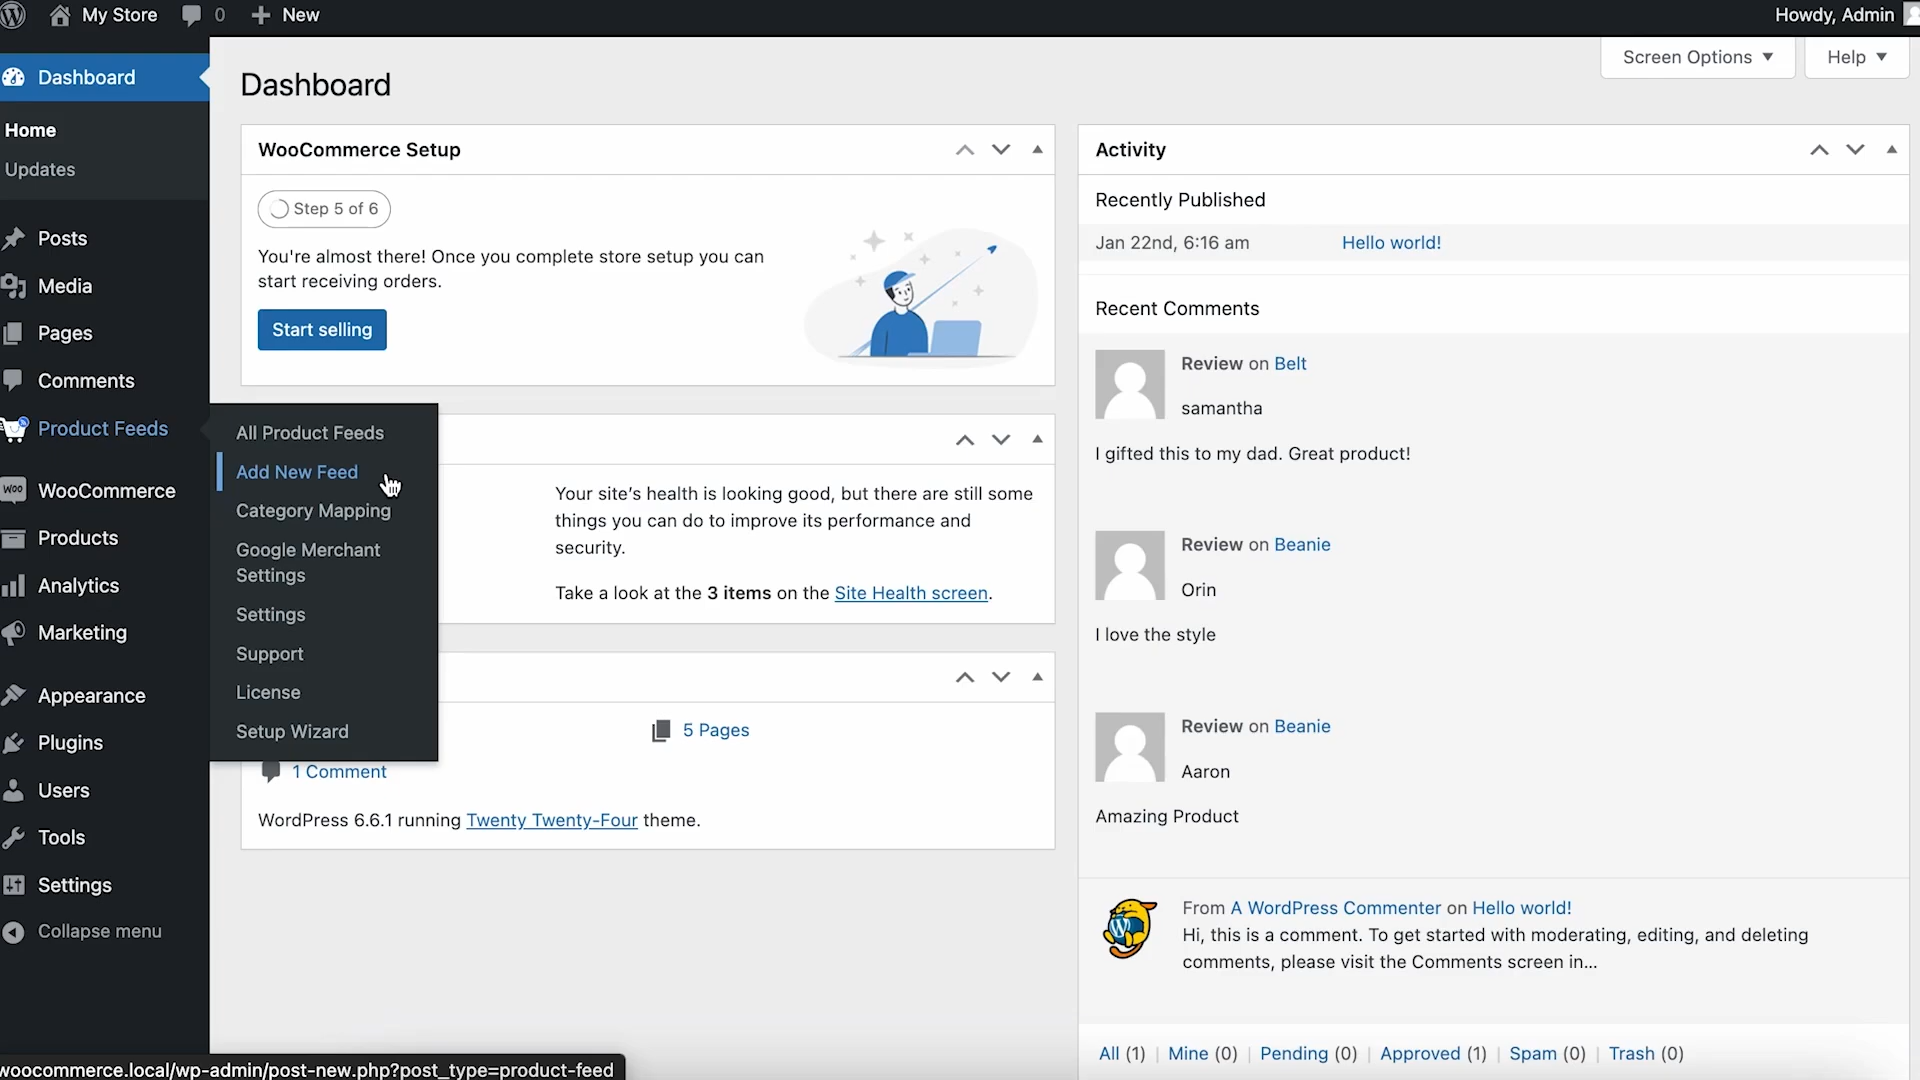 My Store
0
New
Howdy, Admin
Dashboard
Home
Updates
Posts
Media
Pages
Comments
Product Feeds
WooCommerce
Products
Analytics
Marketing
Appearance
Plugins
Users
Tools
Settings
Collapse menu
All Product Feeds
Add New Feed
Category Mapping
Google Merchant
Settings
Settings
Support
License
Setup Wizard
Screen Options
Help
Dashboard
WooCommerce Setup
Step 5 of 6
You're almost there! Once you complete store setup you can
start receiving orders.
Start selling
Your site's health is looking good, but there are still some
things you can do to improve its performance and
security.
Take a look at the 3 items on the Site Health screen.
5 Pages
1 Comment
WordPress 6.6.1 running Twenty Twenty-Four theme.
Activity
Recently Published
Jan 22nd, 6:16 am Hello world!
Recent Comments
Review on Belt
samantha
I gifted this to my dad. Great product!
Review on Beanie
Orin
I love the style
Review on Beanie
Aaron
Amazing Product
From A WordPress Commenter on Hello world!
Hi, this is a comment. To get started with moderating, editing, and deleting
comments, please visit the Comments screen in...
All (1) | Mine (0) | Pending (0) | Approved (1) | Spam (0) | Trash (0)
woocommerce.local/wp-admin/post-new.php?post_type=product-feed